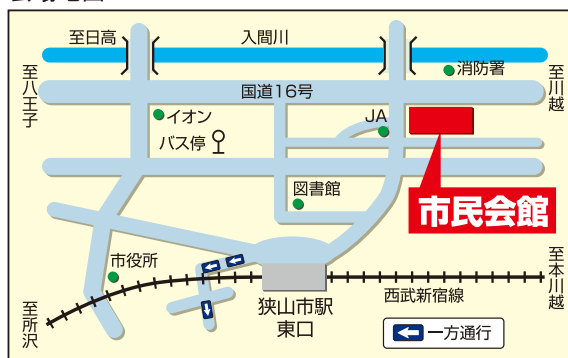 至日高
入間川
消防署
至八王子
至川越
国道16号
イオン
JA
バス停
図書館
市民会館
市役所
至本川越
至所沢
狭山市駅
東口
西武新宿線
一方通行